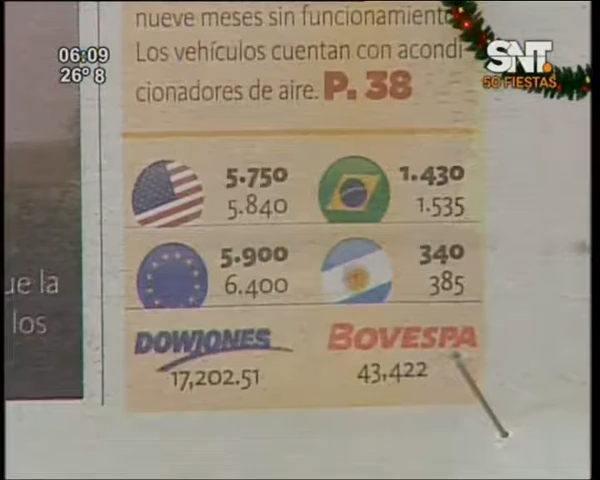 nueve meses sin funcionamiento
Los vehículos cuentan con acondi
cionadores de aire. P. 38
06:09
26º 8
SNT.
50 FIESTAS
5.750
5.840
1.430
1.535
5.900
6.400
340
385
ue la
los
DOWJONES
17,202.51
BOVESPA
43,422